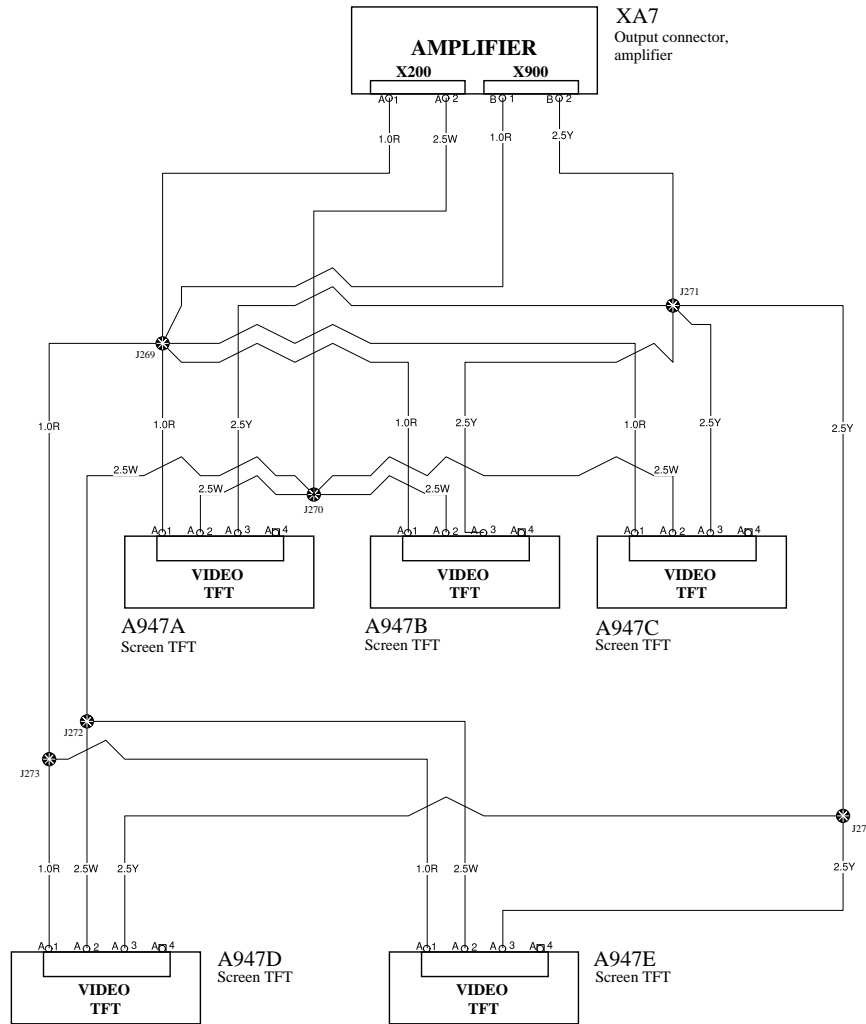 XA7
Output connector,
amplifier
AMPLIFIER
X200 X900
A 1 A 2 B 1 B 2
1.0R 2.5W 1.0R 2.5Y
J271
J269
1.0R 1.0R 2.5Y 1.0R 2.5Y 1.0R 2.5Y 2.5Y
2.5W 2.5W
2.5W 2.5W
J270
A 1 A 2 A 3 A 4 A 1 A 2 A 3 A 4 A 1 A 2 A 3 A 4
VIDEO VIDEO VIDEO
TFT TFT TFT
A947A A947B A947C
Screen TFT Screen TFT Screen TFT
J272
J273
J27
1.0R 2.5W 2.5Y 1.0R 2.5W 2.5Y
A 1 A 2 A 3 A 4 A 1 A 2 A 3 A 4
A947D A947E
Screen TFT Screen TFT
VIDEO VIDEO
TFT TFT